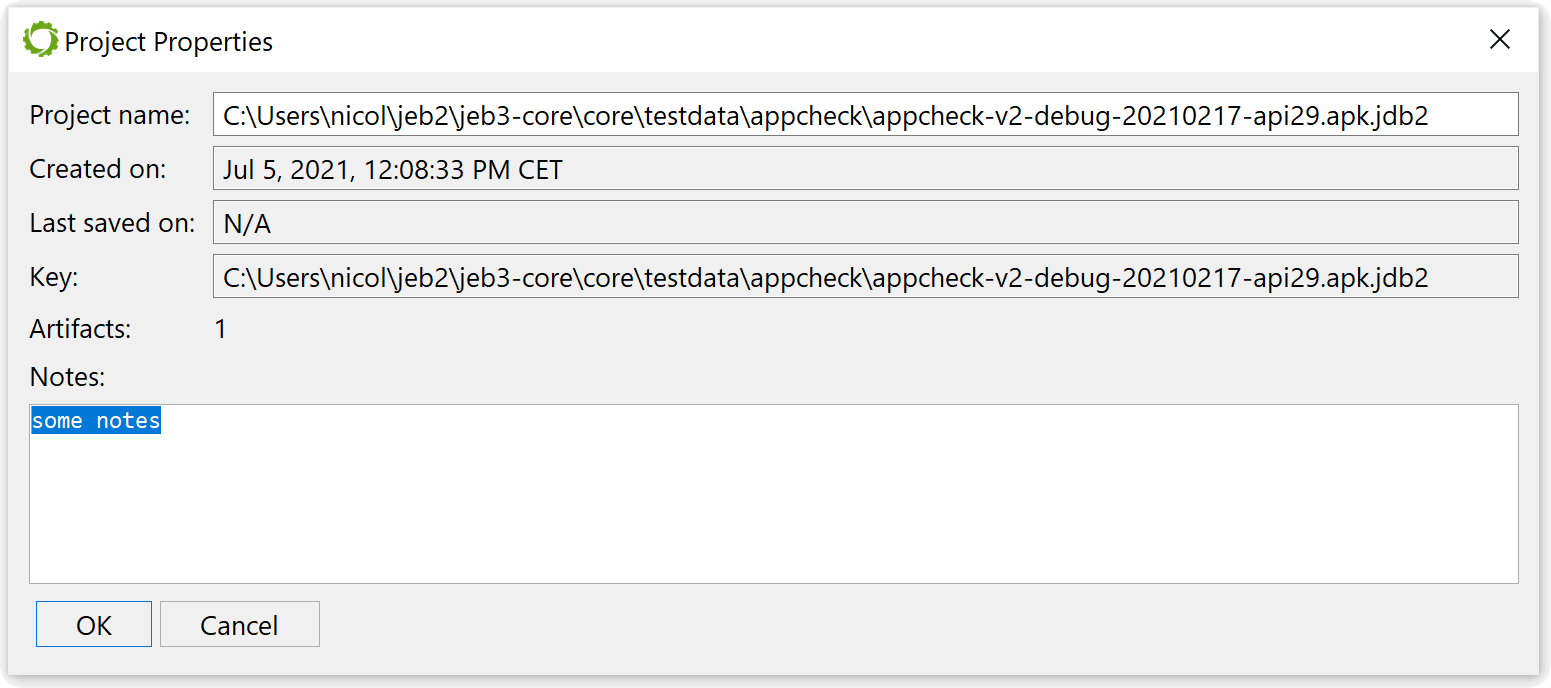 Project Properties
Project name: C:\Users\nicol\jeb2\jeb3-core\core\testdata\appcheck\appcheck-v2-debug-20210217-api29.apk.jdb2
Created on: Jul 5, 2021, 12:08:33 PM CET
Last saved on: N/A
Key: C:\Users\nicol\jeb2\jeb3-core\core\testdata\appcheck\appcheck-v2-debug-20210217-api29.apk.jdb2
Artifacts: 1
Notes:
some notes
OK Cancel